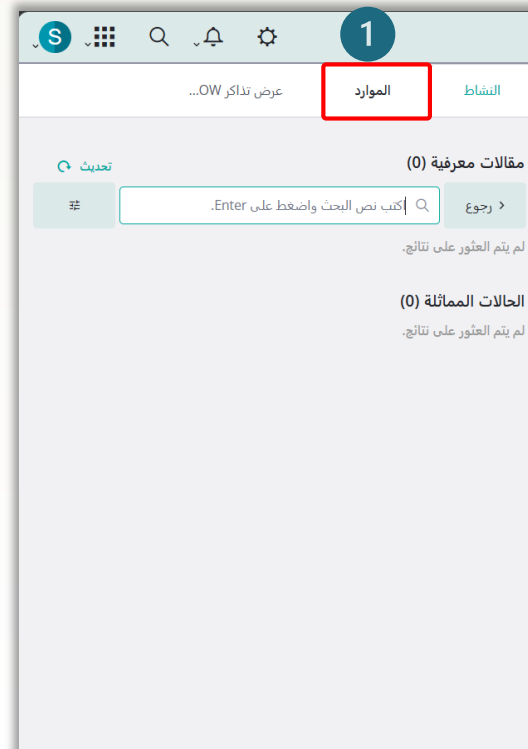 1
S
النشاط
الموارد
عرض تذاكر OW...
مقالات معرفية (0)
تحديث
رجوع
اكتب نص البحث واضغط على Enter.
لم يتم العثور على نتائج.
الحالات المماثلة (0)
لم يتم العثور على نتائج.